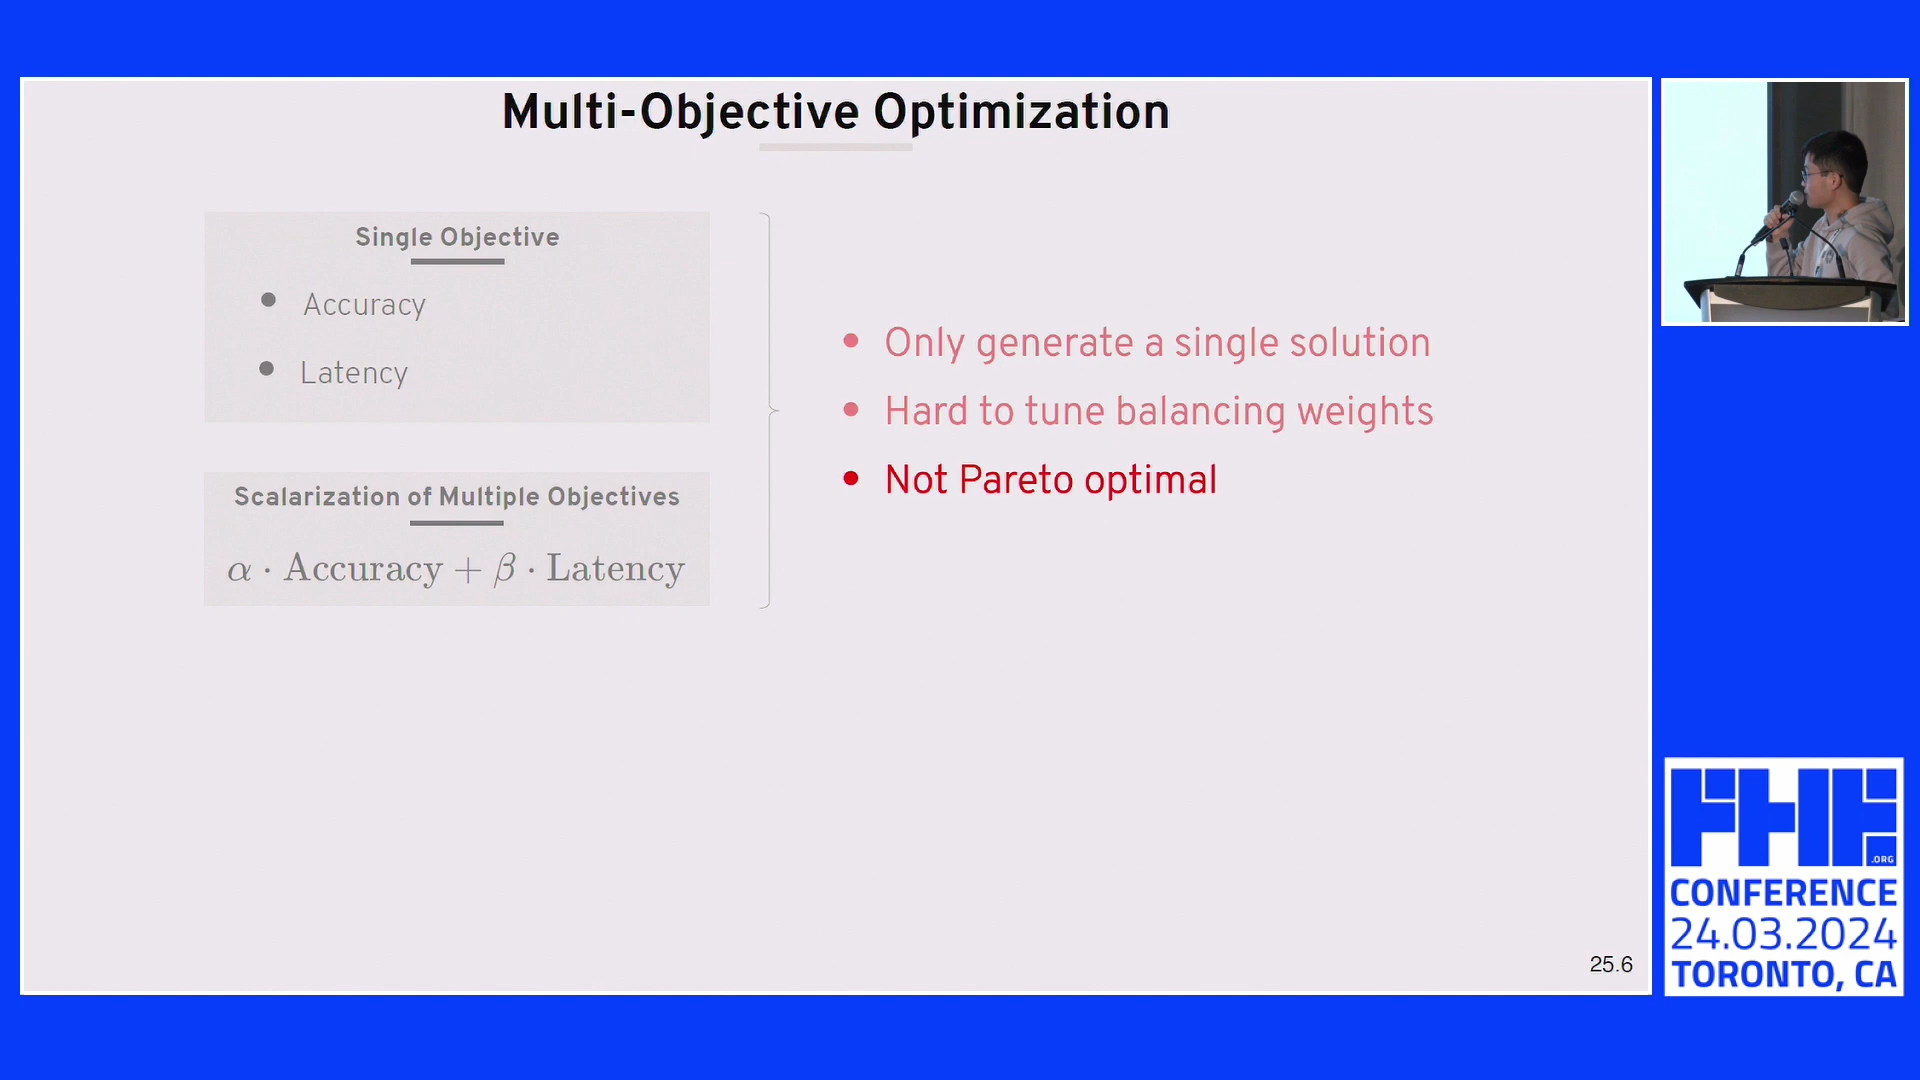 Multi-Objective Optimization
Single Objective
• Accuracy
• Latency
Scalarization of Multiple Objectives
α · Accuracy + β · Latency
• Only generate a single solution
• Hard to tune balancing weights
• Not Pareto optimal
25.6
FHE
.ORG
CONFERENCE
24.03.2024
TORONTO, CA